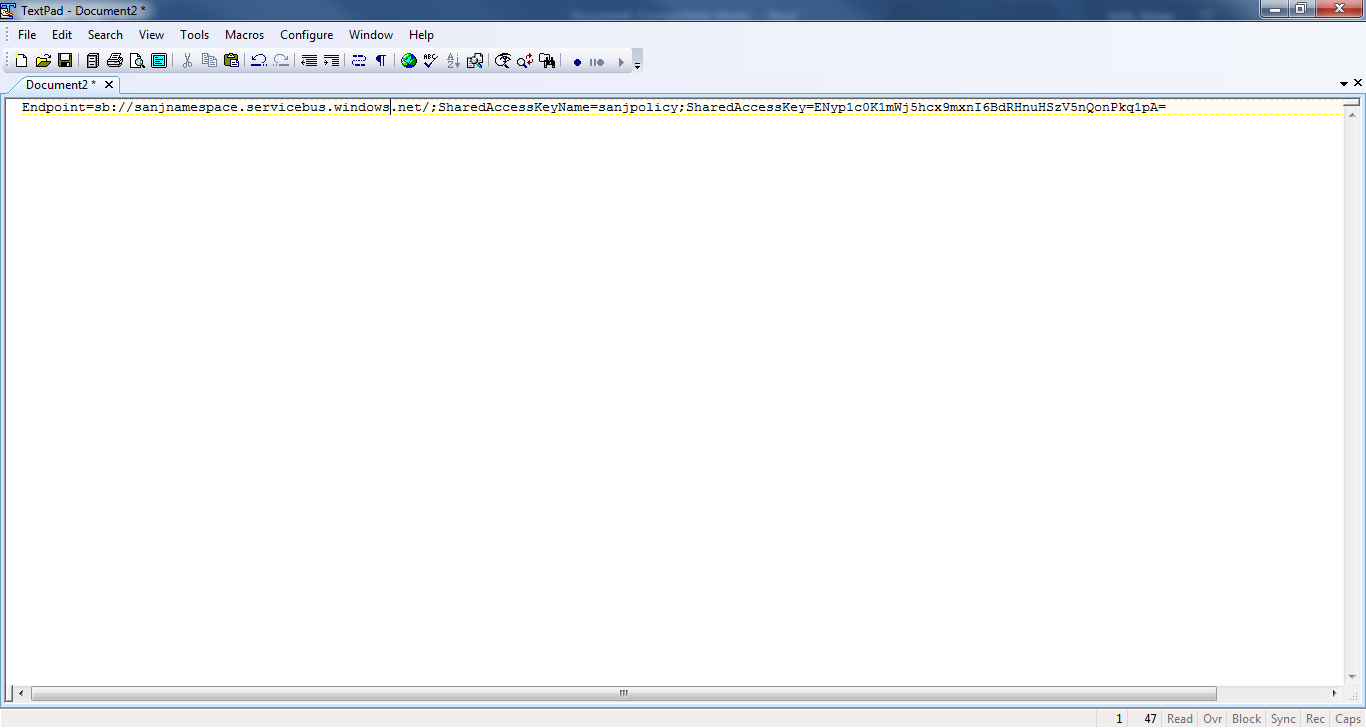 TextPad - Document2 *
File Edit Search View Tools Macros Configure Window Help
Document2 *
Endpoint=sb://sanjnamespace.servicebus.windows.net/;SharedAccessKeyName=sanjpolicy;SharedAccessKey=ENyp1c0K1mWj5hcx9mxnI6BdRHnuHSzV5nQonPkq1pA=
1 47 Read Ovr Block Sync Rec Caps